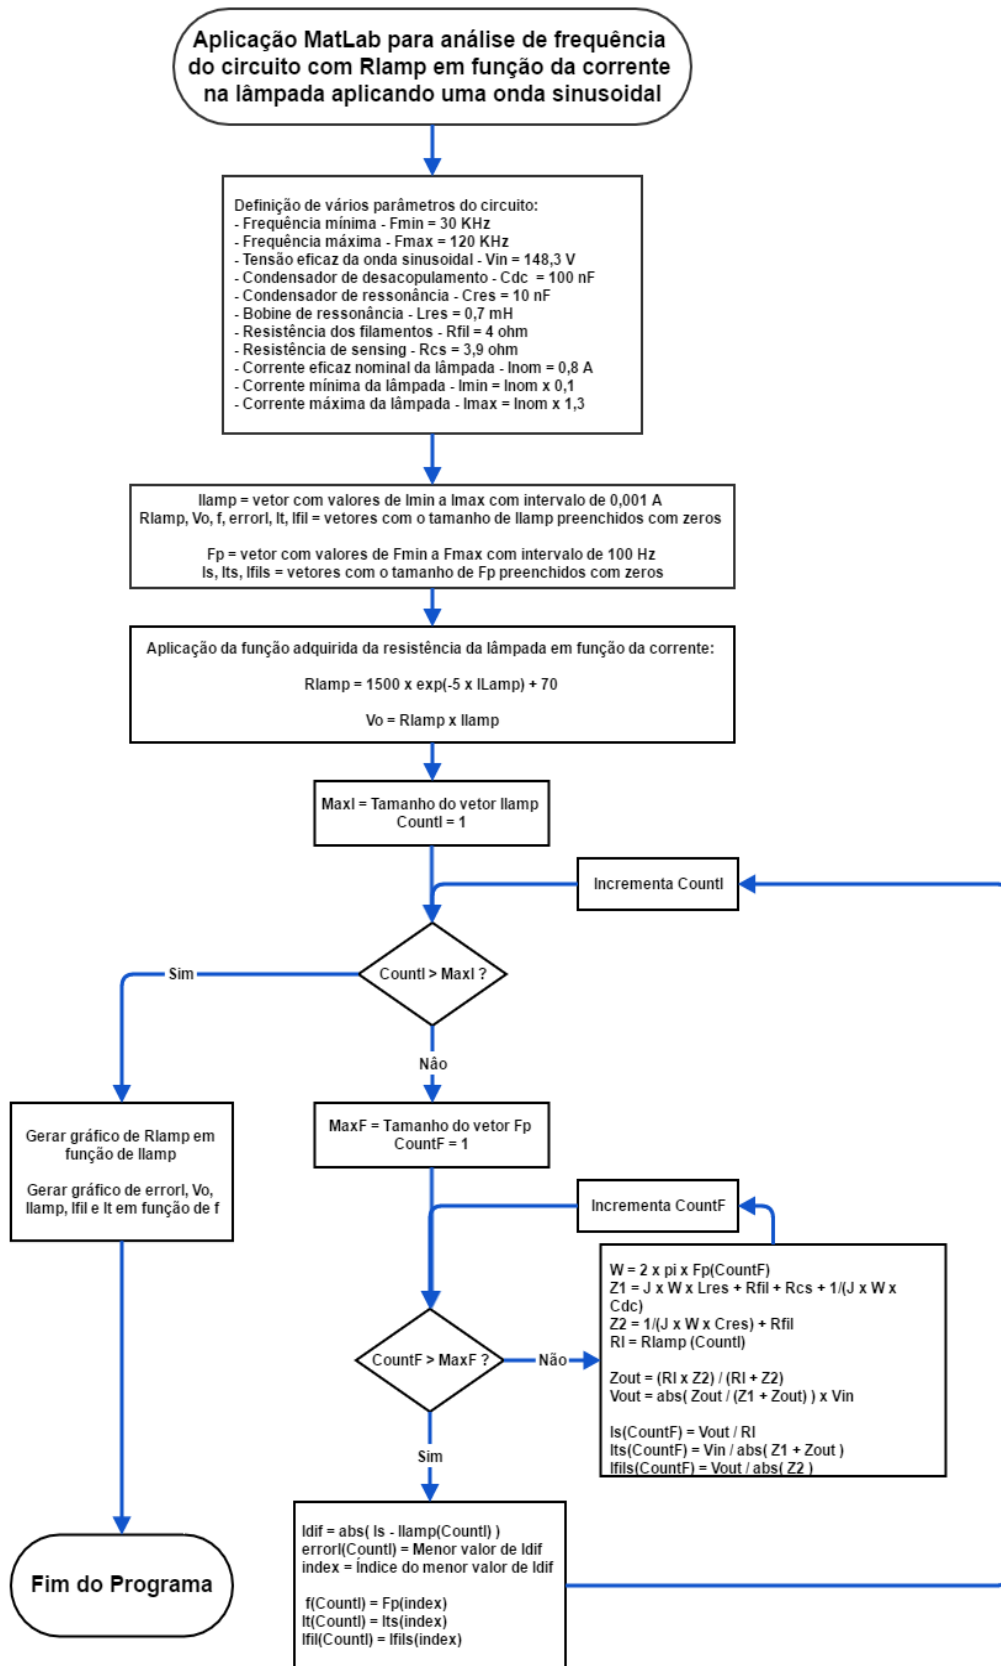 Aplicação MatLab para análise de frequência
do circuito com Rlamp em função da corrente
na lâmpada aplicando uma onda sinusoidal
Definição de vários parâmetros do circuito:
- Frequência mínima - Fmin = 30 KHz
- Frequência máxima - Fmax = 120 KHz
- Tensão eficaz da onda sinusoidal - Vin = 148,3 V
- Condensador de desacopulamento - Cdc  = 100 nF
- Condensador de ressonância - Cres = 10 nF
- Bobine de ressonância - Lres = 0,7 mH
- Resistência dos filamentos - Rfil = 4 ohm
- Resistência de sensing - Rcs = 3,9 ohm
- Corrente eficaz nominal da lâmpada - Inom = 0,8 A
- Corrente mínima da lâmpada - Imin = Inom x 0,1
- Corrente máxima da lâmpada - Imax = Inom x 1,3
Ilamp = vetor com valores de Imin a Imax com intervalo de 0,001 A
Rlamp, Vo, f, errorI, It, Ifil = vetores com o tamanho de Ilamp preenchidos com zeros
Fp = vetor com valores de Fmin a Fmax com intervalo de 100 Hz
Is, Its, Ifils = vetores com o tamanho de Fp preenchidos com zeros
Aplicação da função adquirida da resistência da lâmpada em função da corrente:
Rlamp = 1500 x exp(-5 x ILamp) + 70
Vo = Rlamp x Ilamp
MaxI = Tamanho do vetor Ilamp
CountI = 1
Incrementa CountI
CountI > MaxI ?
Sim
Não
MaxF = Tamanho do vetor Fp
CountF = 1
Gerar gráfico de Rlamp em
função de Ilamp
Gerar gráfico de errorI, Vo,
Ilamp, Ifil e It em função de f
Incrementa CountF
W = 2 x pi x Fp(CountF)
Z1 = J x W x Lres + Rfil + Rcs + 1/(J x W x
Cdc)
Z2 = 1/(J x W x Cres) + Rfil
Rl = Rlamp (CountI)
Zout = (Rl x Z2) / (Rl + Z2)
Vout = abs( Zout / (Z1 + Zout) ) x Vin
Is(CountF) = Vout / Rl
Its(CountF) = Vin / abs( Z1 + Zout )
Ifils(CountF) = Vout / abs( Z2 )
CountF > MaxF ?
Não
Sim
Idif = abs( Is - Ilamp(CountI) )
errorI(CountI) = Menor valor de Idif
index = Índice do menor valor de Idif
f(CountI) = Fp(index)
It(CountI) = Its(index)
Ifil(CountI) = Ifils(index)
Fim do Programa